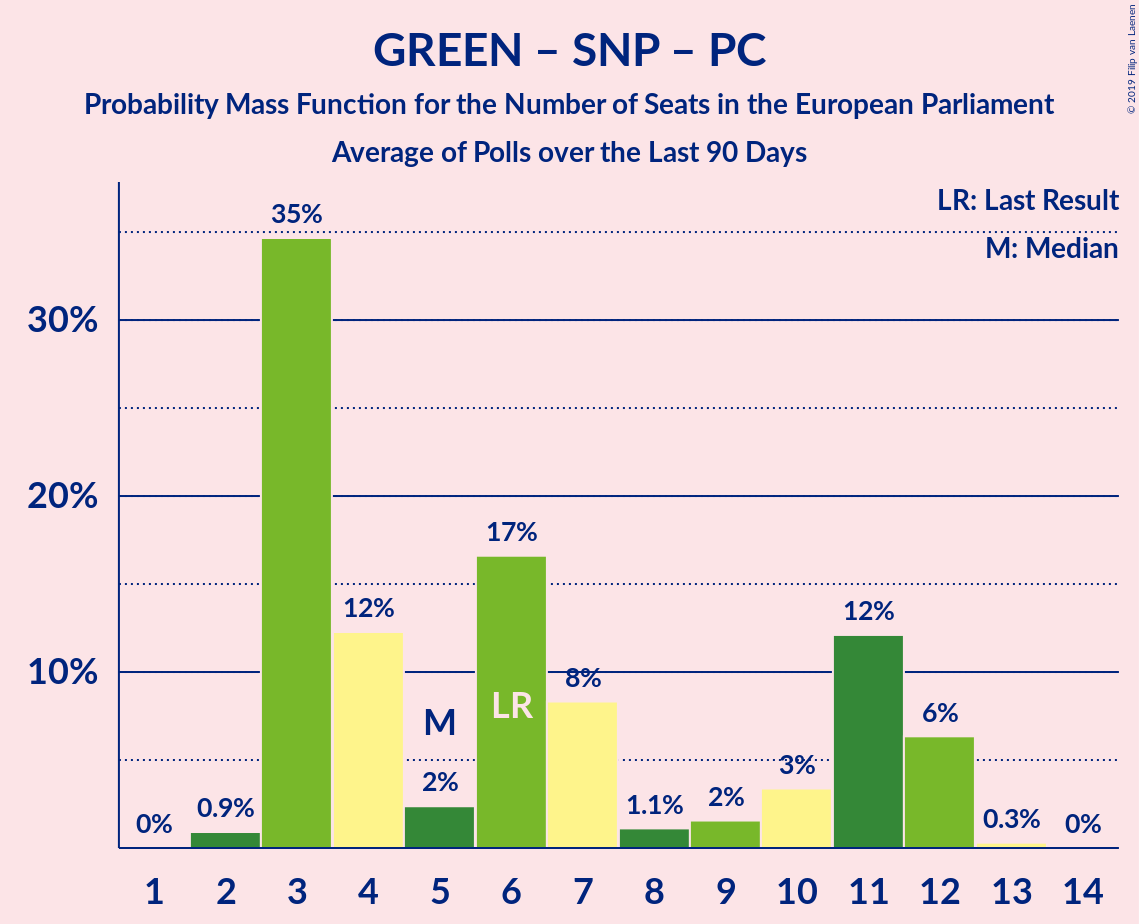 GREEN – SNP – PC
Probability Mass Function for the Number of Seats in the European Parliament
Average of Polls over the Last 90 Days
© 2019 Filip van Laenen
LR: Last Result
M: Median
35%
30%
20%
17%
12%
12%
10%
8%
LR
M
6%
3%
2%
2%
1.1%
0.9%
0.3%
0%
0%
1 2 3 4 5 6 7 8 9 10 11 12 13 14